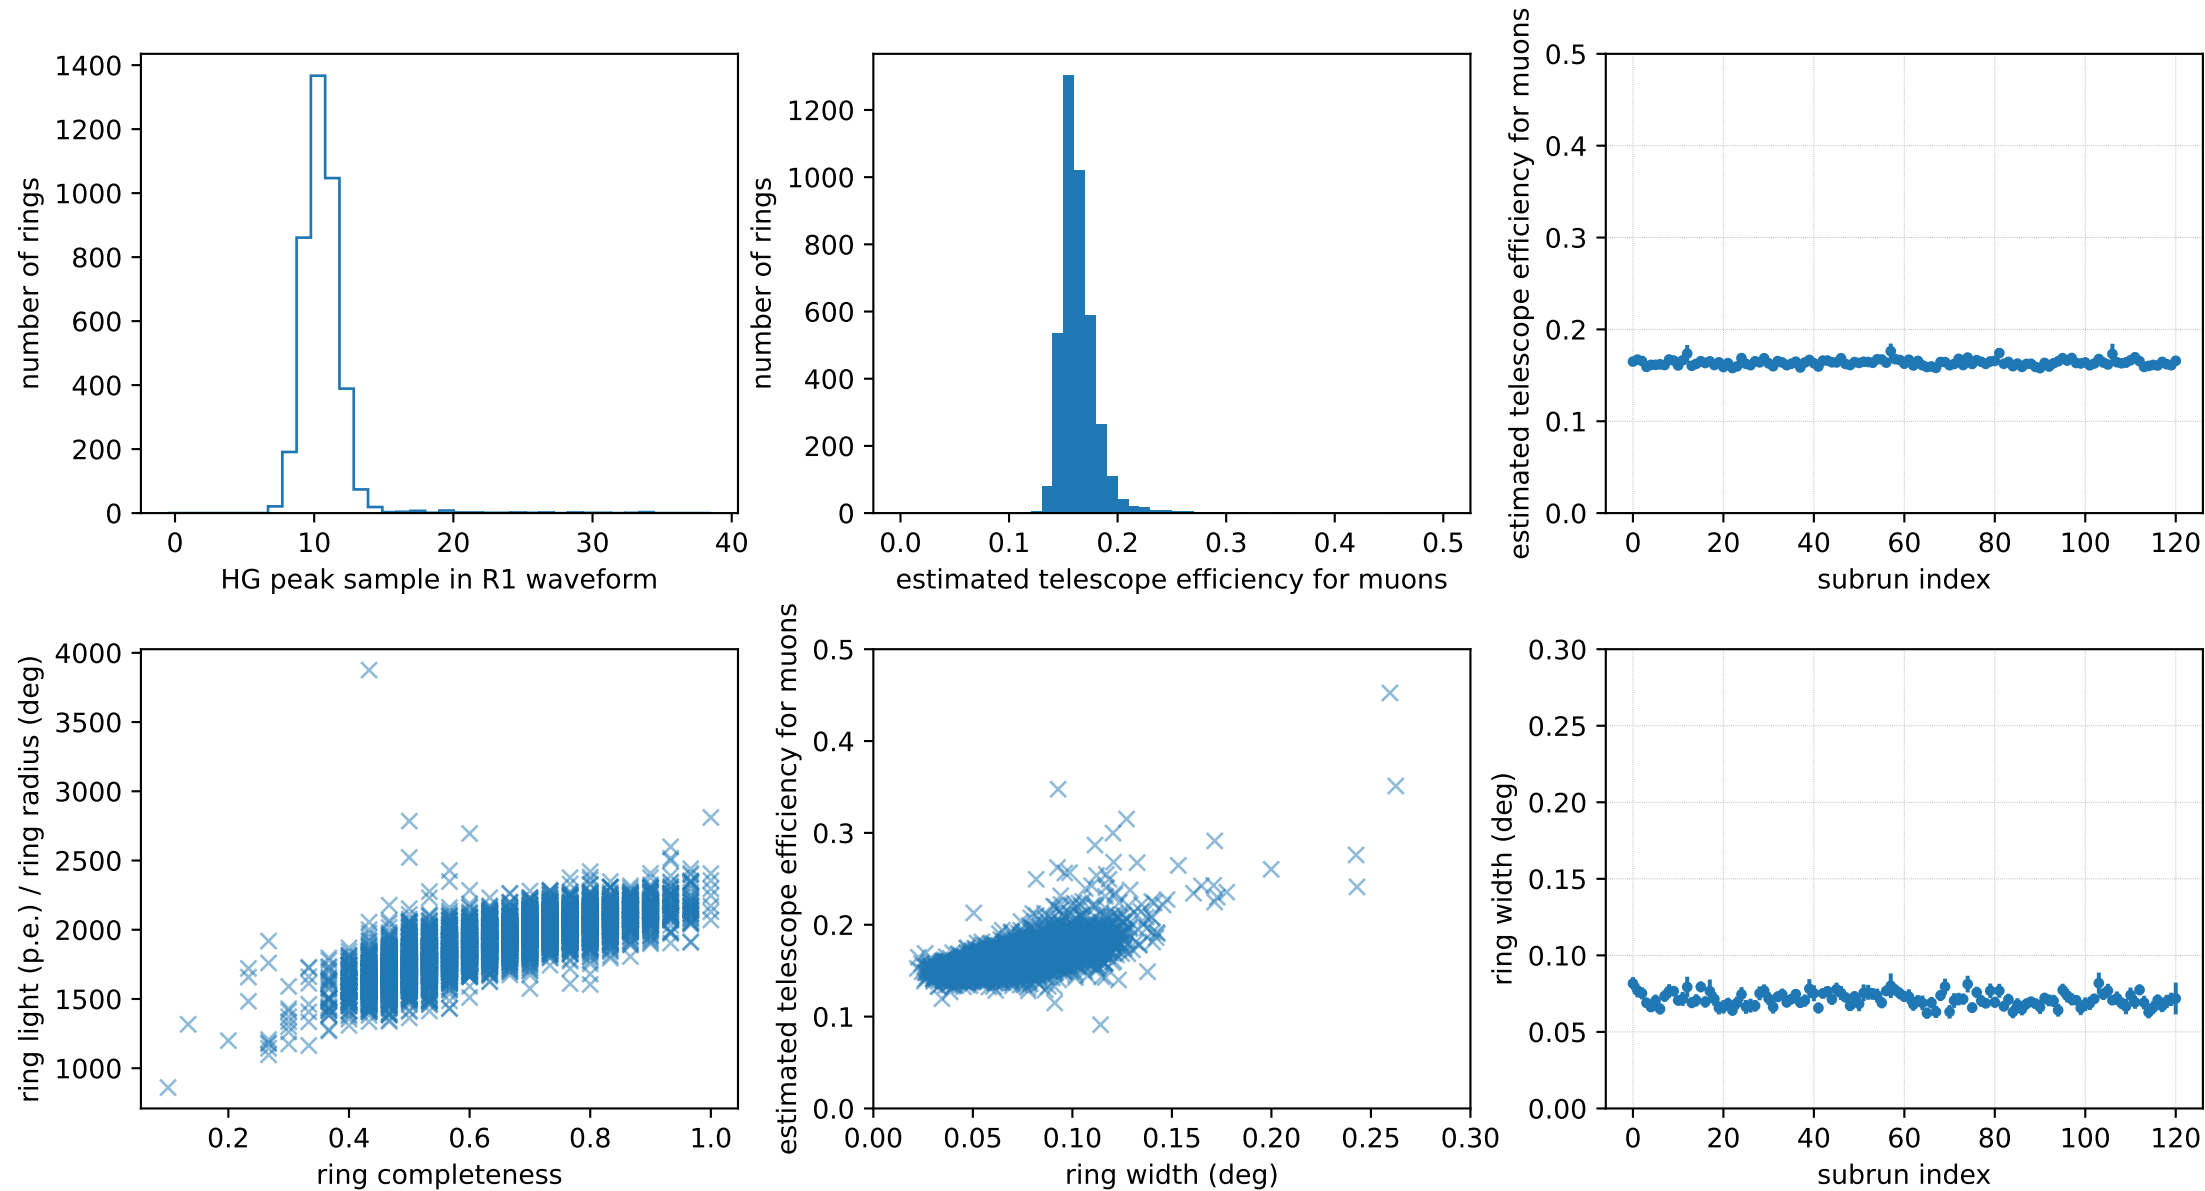 1400
1200
1000
800
600
400
200
0
number of rings
0 10 20 30 40
HG peak sample in R1 waveform
1200
1000
800
600
400
200
0
number of rings
0.0 0.1 0.2 0.3 0.4 0.5
estimated telescope efficiency for muons
0.5
0.4
0.3
0.2
0.1
0.0
estimated telescope efficiency for muons
0 20 40 60 80 100 120
subrun index
4000
3500
3000
2500
2000
1500
1000
ring light (p.e.) / ring radius (deg)
0.2 0.4 0.6 0.8 1.0
ring completeness
0.5
0.4
0.3
0.2
0.1
0.0
estimated telescope efficiency for muons
0.00 0.05 0.10 0.15 0.20 0.25 0.30
ring width (deg)
0.30
0.25
0.20
0.15
0.10
0.05
0.00
ring width (deg)
0 20 40 60 80 100 120
subrun index